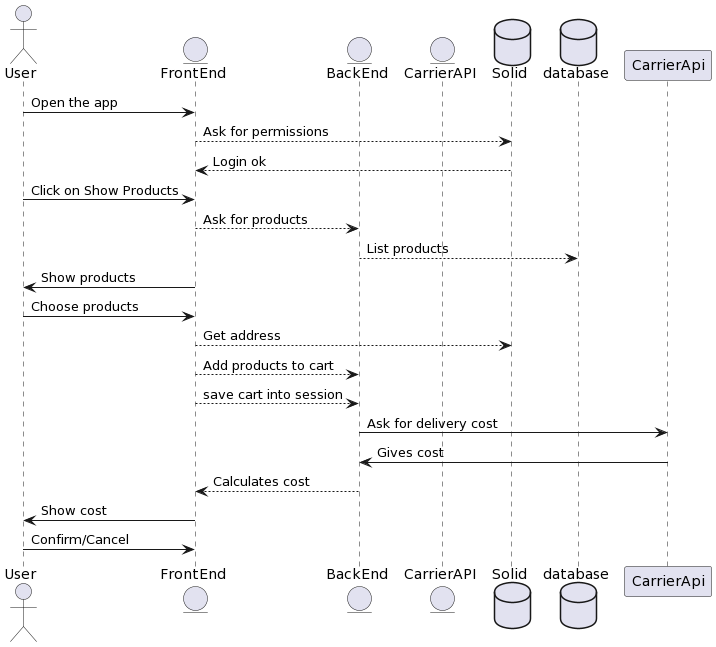 User
FrontEnd
BackEnd
CarrierAPI
Solid
database
CarrierApi
Open the app
Ask for permissions
Login ok
Click on Show Products
Ask for products
List products
Show products
Choose products
Get address
Add products to cart
save cart into session
Ask for delivery cost
Gives cost
Calculates cost
Show cost
Confirm/Cancel
User
FrontEnd
BackEnd
CarrierAPI
Solid
database
CarrierApi